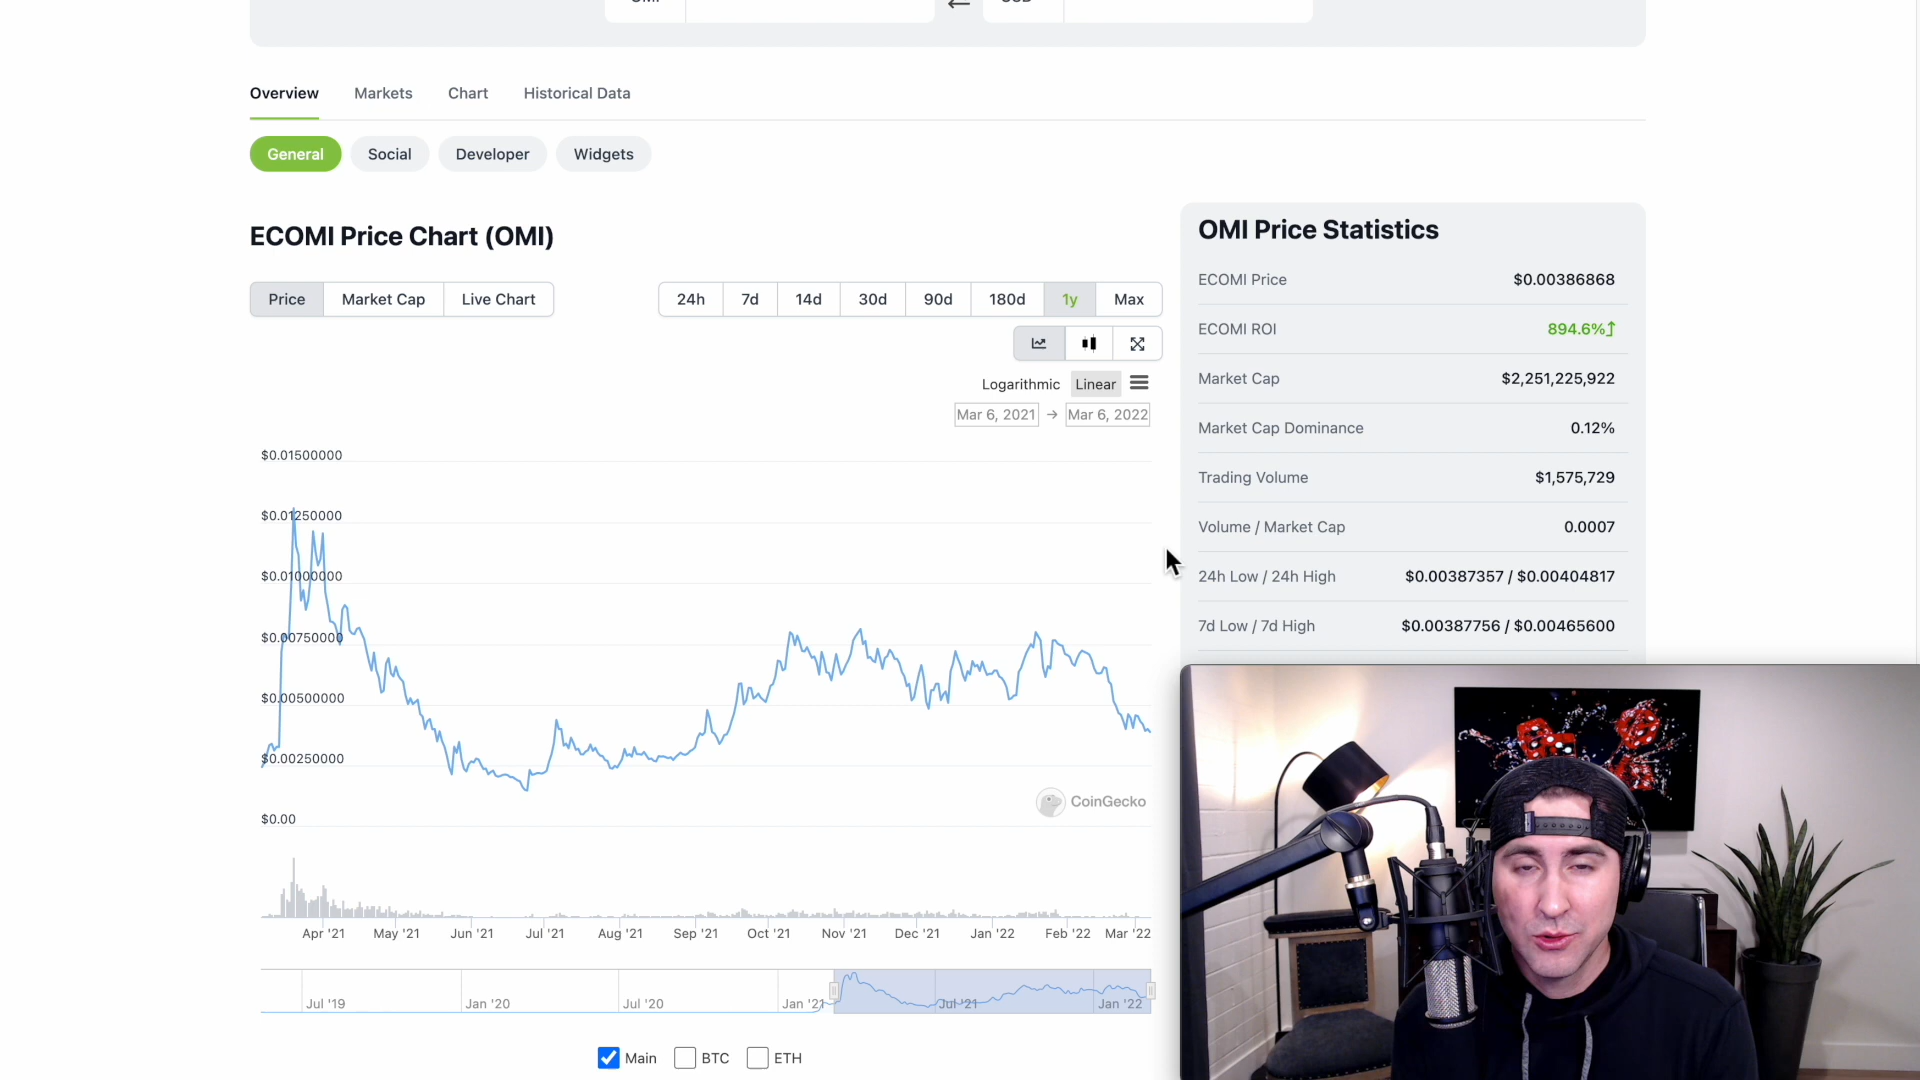 Overview Markets Chart Historical Data
General Social Developer Widgets
ECOMI Price Chart (OMI)
Price Market Cap Live Chart
24h 7d 14d 30d 90d 180d 1y Max
Logarithmic Linear
Mar 6, 2021 → Mar 6, 2022
$0.01500000
$0.01250000
$0.01000000
$0.00750000
$0.00500000
$0.00250000
$0.00
CoinGecko
Apr '21 May '21 Jun '21 Jul '21 Aug '21 Sep '21 Oct '21 Nov '21 Dec '21 Jan '22 Feb '22 Mar '22
Jul '19 Jan '20 Jul '20 Jan '21 Jul '21 Jan '22
Main BTC ETH
OMI Price Statistics
ECOMI Price $0.00386868
ECOMI ROI 894.6%
Market Cap $2,251,225,922
Market Cap Dominance 0.12%
Trading Volume $1,575,729
Volume / Market Cap 0.0007
24h Low / 24h High $0.00387357 / $0.00404817
7d Low / 7d High $0.00387756 / $0.00465600